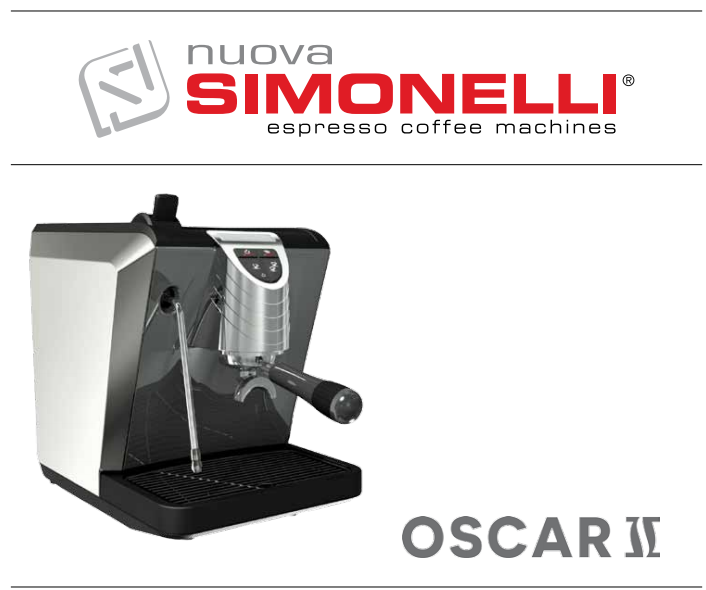 nuova
SIMONELLI®
espresso coffee machines
OSCAR II